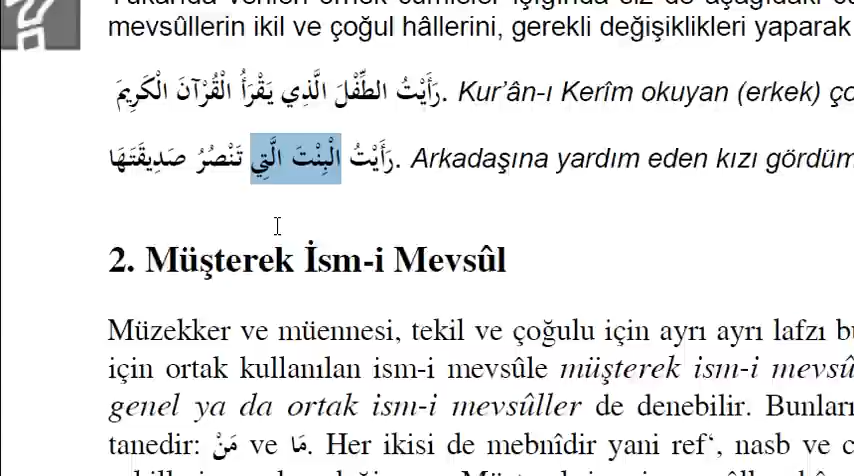 mevsûllerin ikil ve çoğul hâllerini, gerekli değişiklikleri yaparak
رَأَيْتُ الطِّفْلَ الَّذِي يَقْرَأُ الْقُرْآنَ الْكَرِيمَ. Kur’ân-ı Kerîm okuyan (erkek)
رَأَيْتُ الْبِنْتَ الَّتِي تَنْصُرُ صَدِيقَتَهَا. Arkadaşına yardım eden kızı gördüm
2. Müşterek İsm-i Mevsûl
Müzekker ve müennesi, tekil ve çoğulu için ayrı ayrı lafzı
için ortak kullanılan ism-i mevsûle müşterek ism-i
genel ya da ortak ism-i mevsûller de denebilir. Bunların
tanedir: مَنْ ve مَا. Her ikisi de mebnîdir yani ref‘, nasb ve